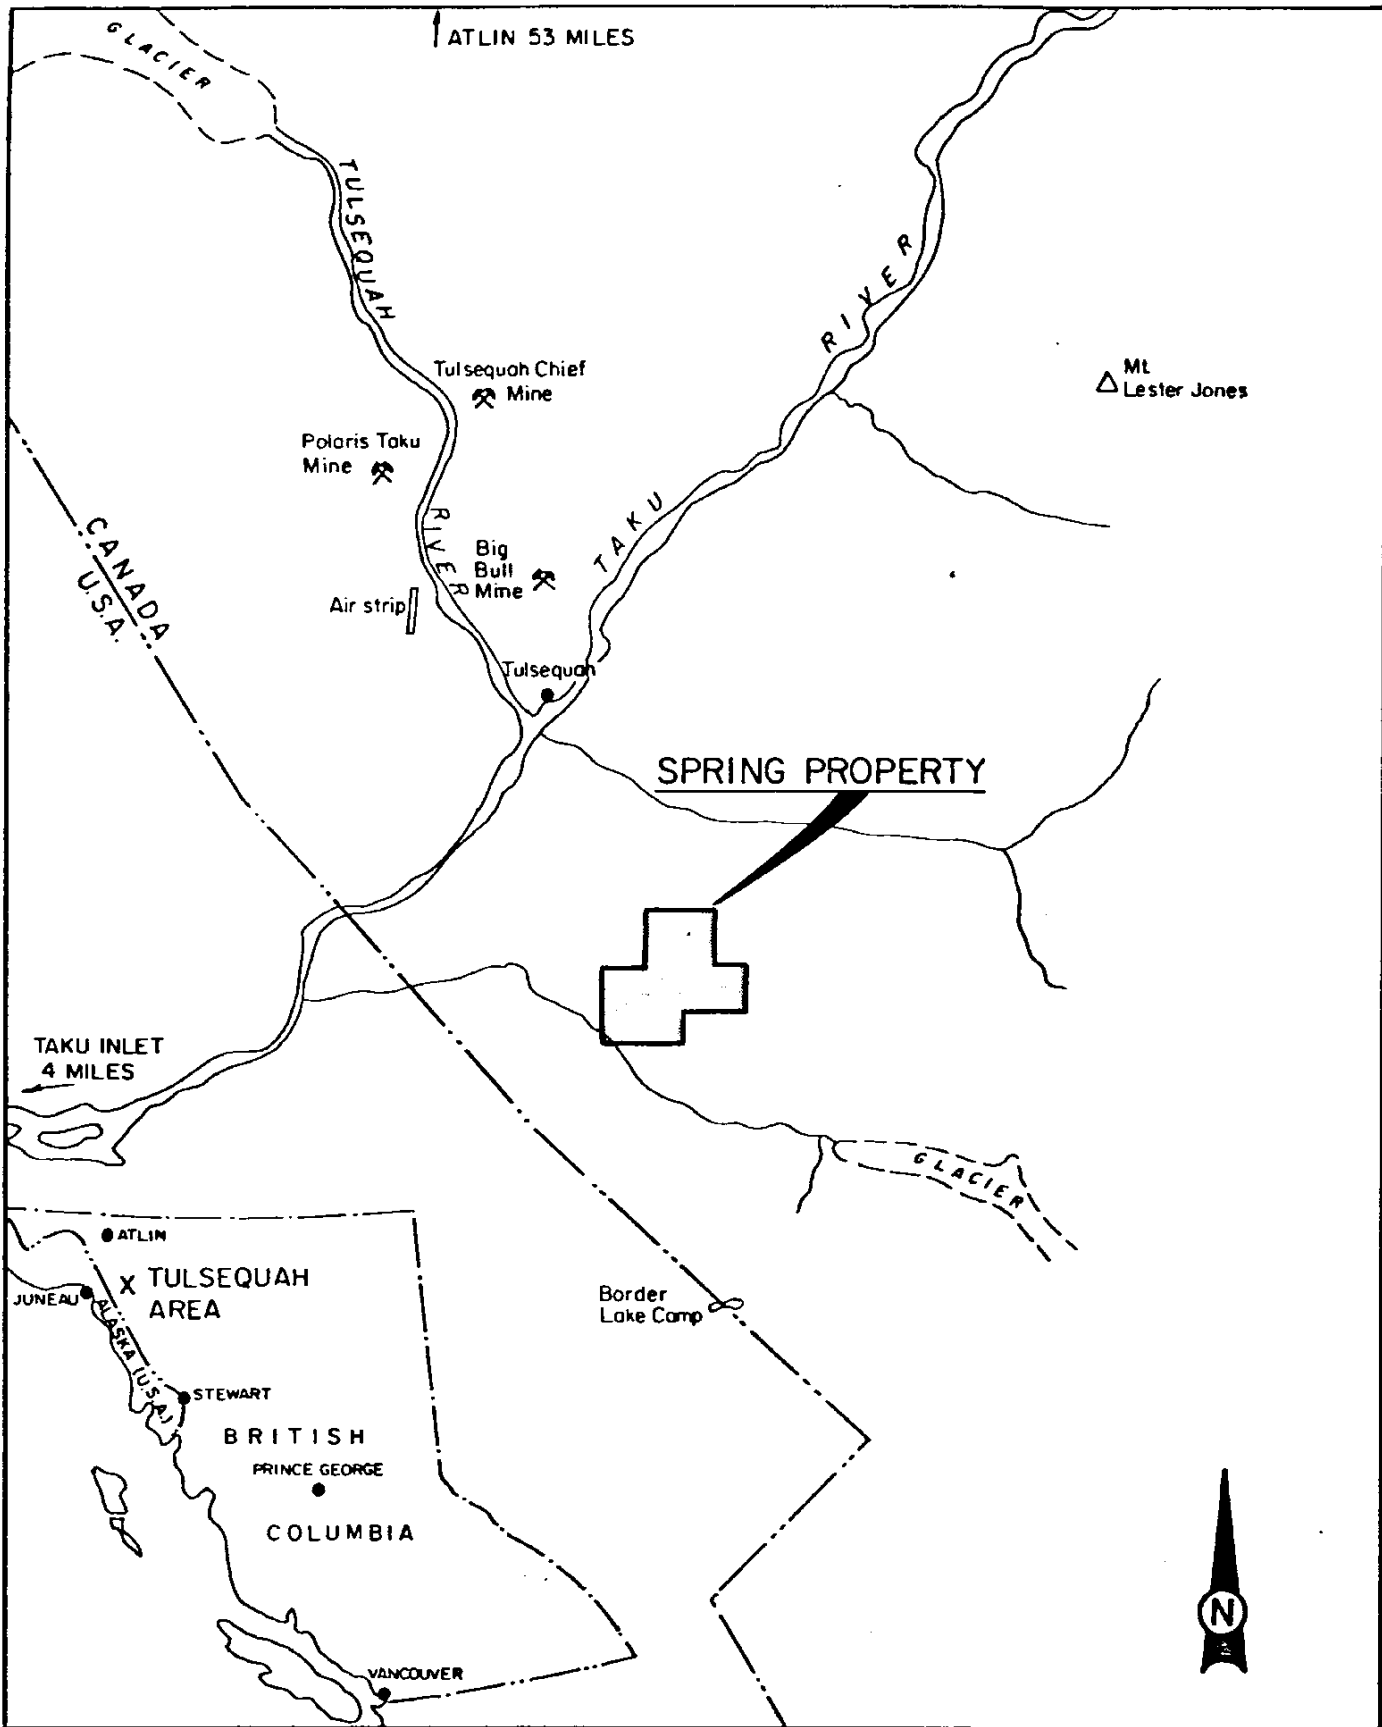 GLACIER
ATLIN 53 MILES
TULSEQUAH
RIVER
TAKU
RIVER
Tulsequah Chief
Mine
Mt.
Lester Jones
Polaris Taku
Mine
Big
Bull
Mine
Air strip
CANADA
U.S.A.
Tulsequah
SPRING PROPERTY
TAKU INLET
4 MILES
GLACIER
ATLIN
X TULSEQUAH
AREA
JUNEAU
ALASKA (U.S.A.)
Border
Lake Camp
STEWART
BRITISH
PRINCE GEORGE
COLUMBIA
VANCOUVER
N